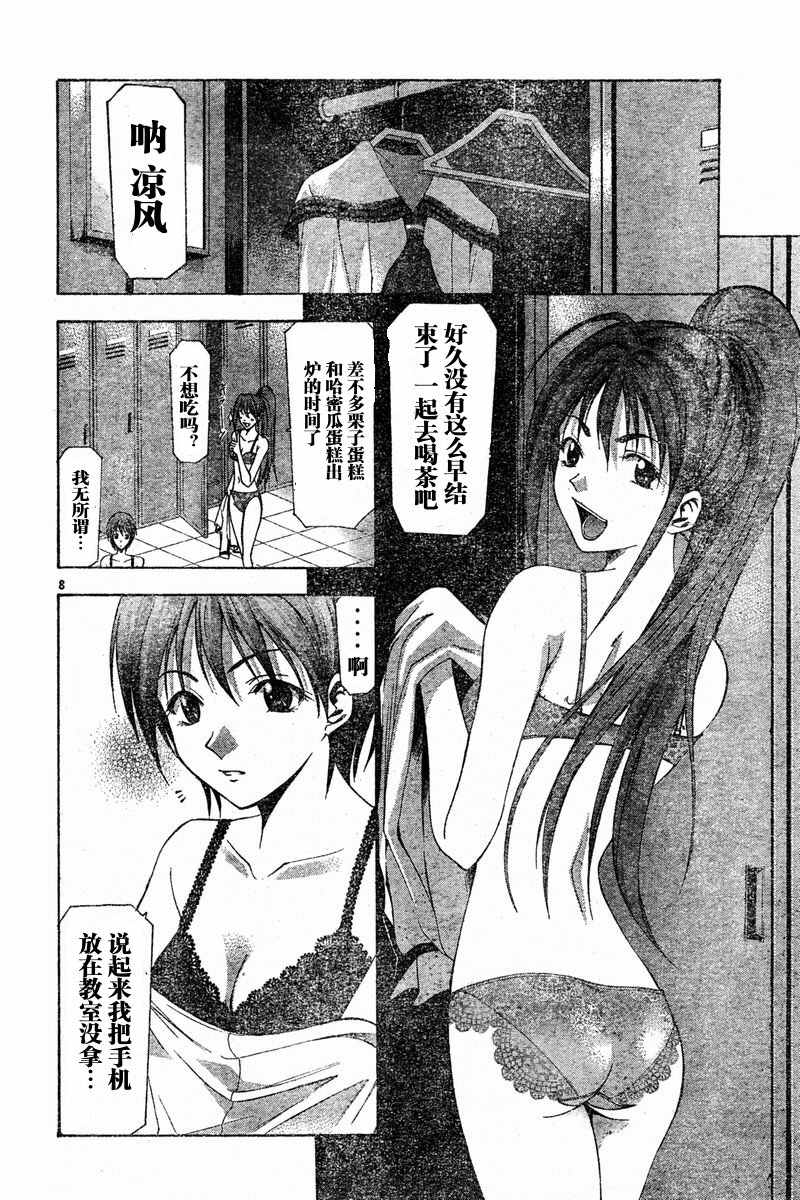 呐 凉风
好久没有这么早结
束了 一起去喝茶吧
差不多栗子蛋糕
和哈密瓜蛋糕出
炉的时间了
不想吃吗?
我无所谓…
8
‥‥啊
说起来我把手机
放在教室没拿…